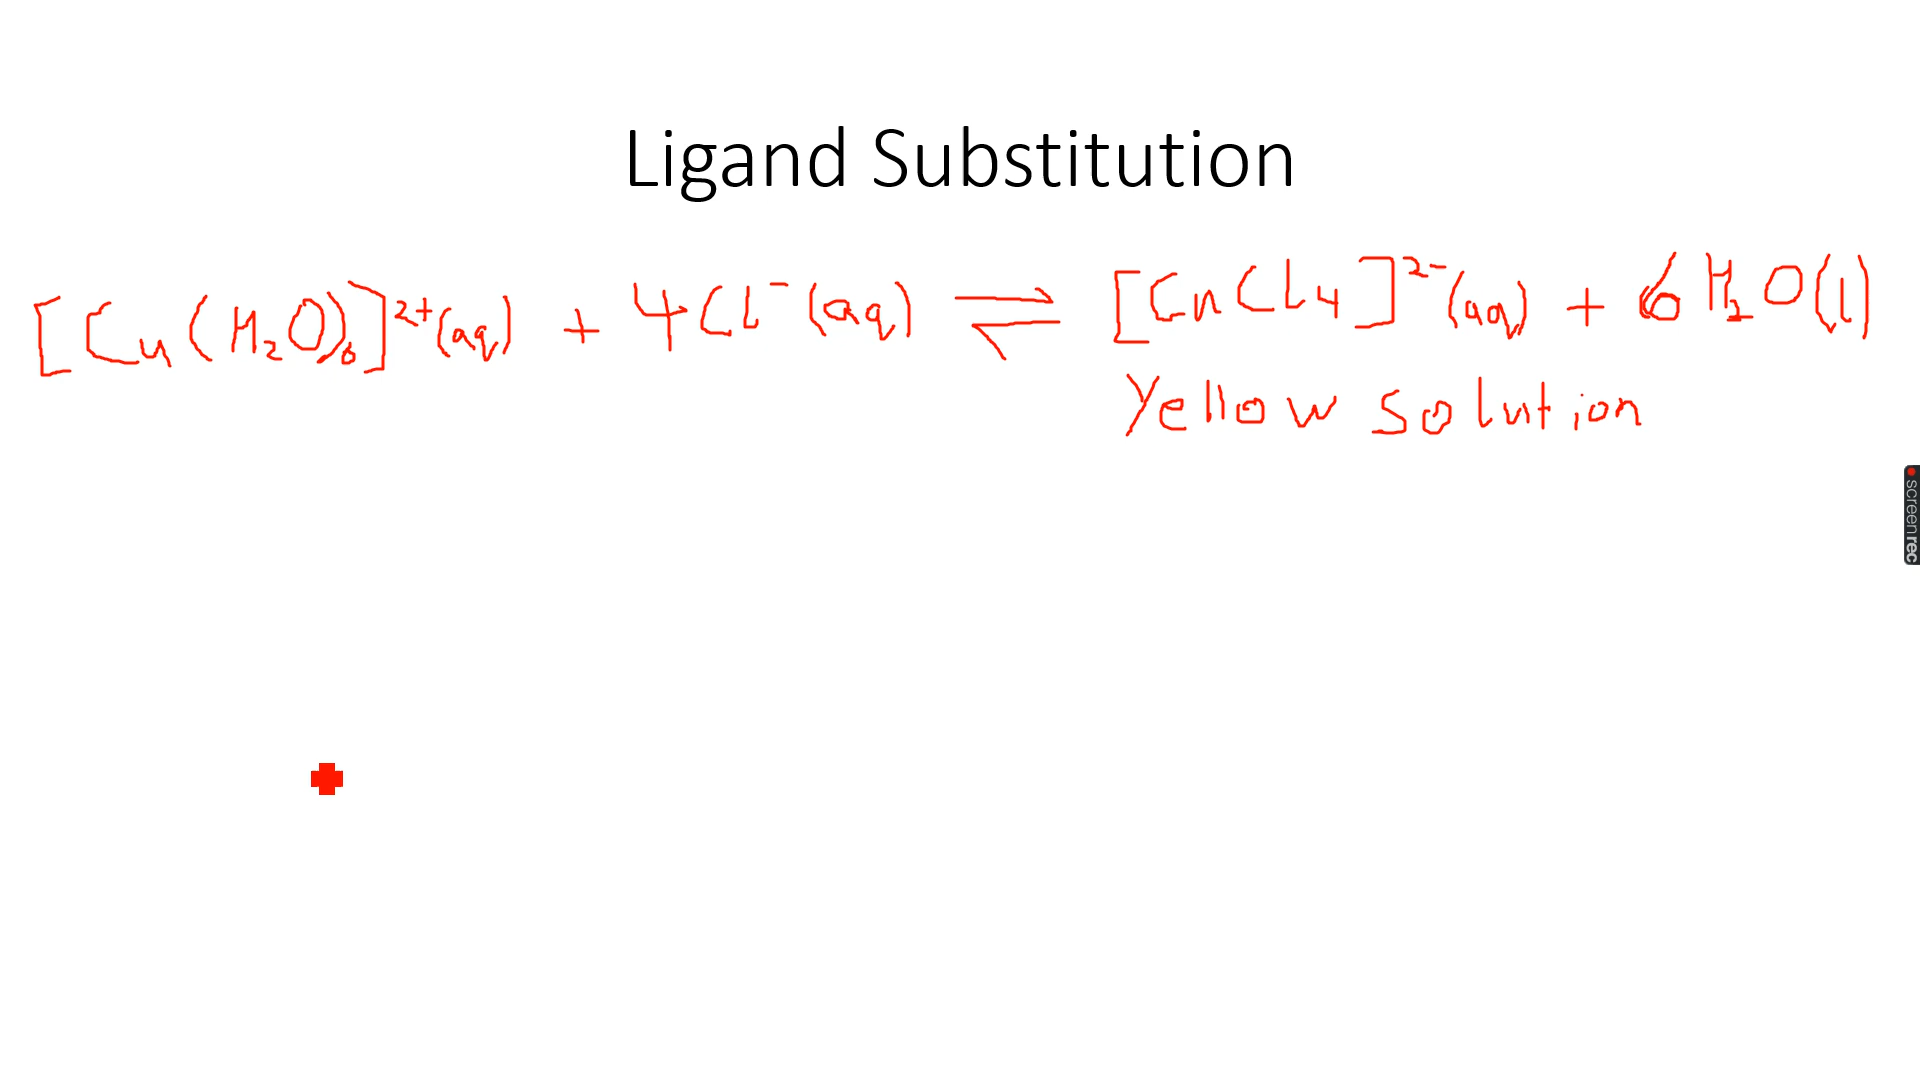 Ligand Substitution
[Cu(H₂O)₆]²⁺(aq) + 4Cl⁻(aq) ⇌ [CuCl₄]²⁻(aq) + 6H₂O(l)
Yellow solution
screenrec